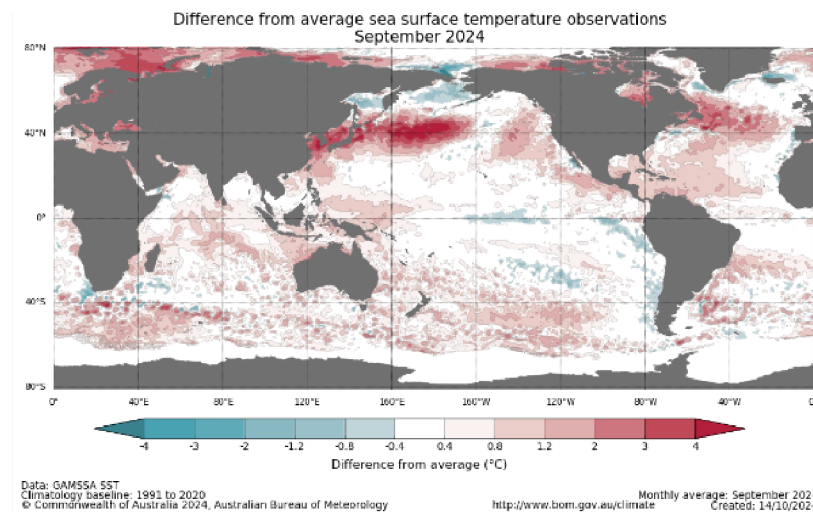 Difference from average sea surface temperature observations
September 2024
80°N
40°N
0°
40°S
80°S
0° 40°E 80°E 120°E 160°E 160°W 120°W 80°W 40°W
-4 -3 -2 -1.2 -0.8 -0.4 0.4 0.8 1.2 2 3 4
Difference from average (°C)
Data: GAMSSA SST
Climatology baseline: 1991 to 2020
© Commonwealth of Australia 2024, Australian Bureau of Meteorology
http://www.bom.gov.au/climate
Monthly average: September 202
Created: 14/10/2024